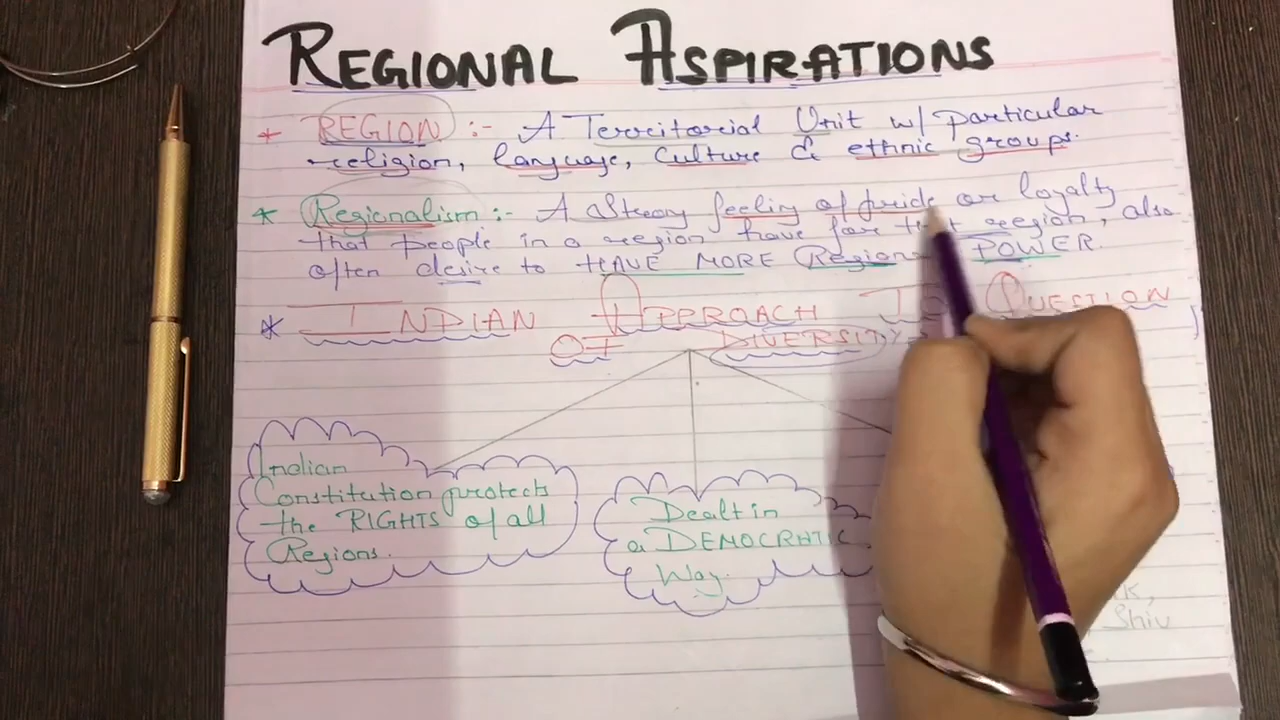 REGIONAL ASPIRATIONS
* REGION :- A Territorial Unit w/ particular
religion, language, culture & ethnic groups.
* Regionalism :- A strong feeling of pride or loyalty
that people in a region have for that region, also
often desire to HAVE MORE Regional POWER.
* INDIAN APPROACH TO QUESTION
OF DIVERSITY
Indian
Constitution protects
the RIGHTS of all
Regions.
Dealt in
a DEMOCRATIC
Way.
Shiv